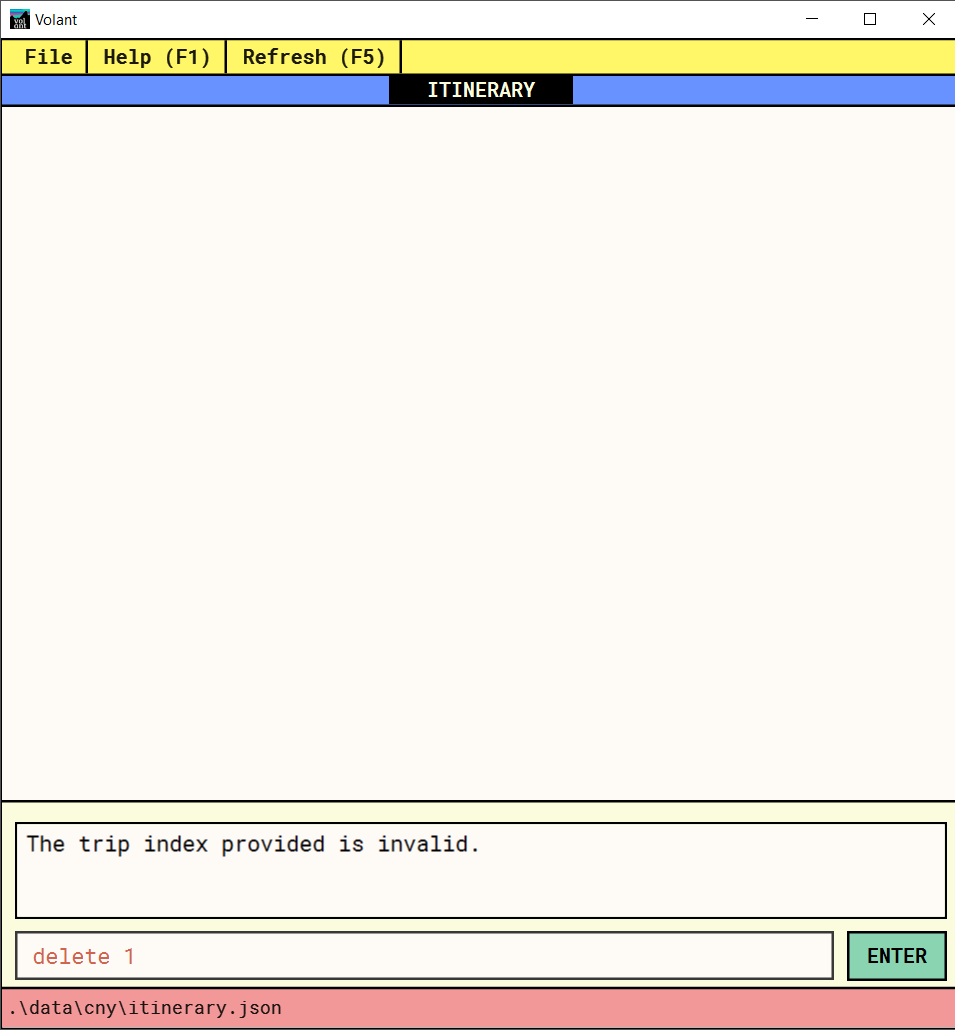 Volant
File Help (F1) Refresh (F5)
ITINERARY
The trip index provided is invalid.
delete 1 ENTER
.\data\cny\itinerary.json